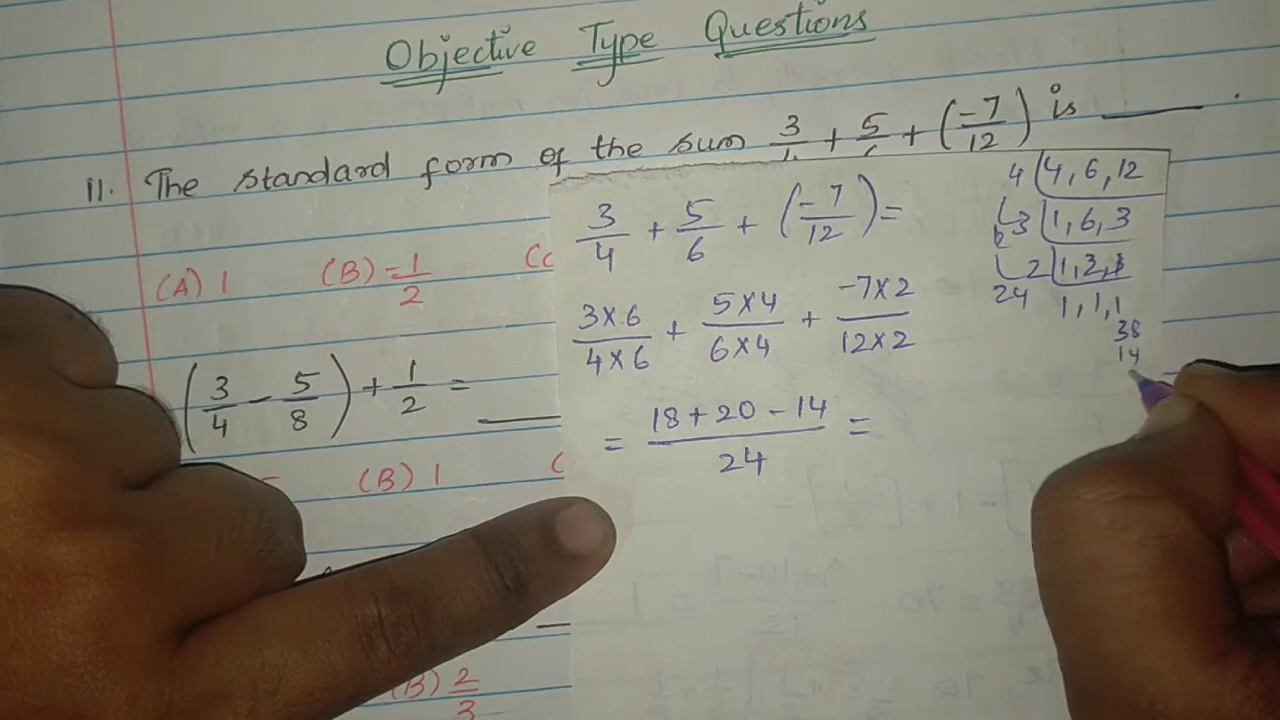 Objective Type Questions
11. The standard form of the sum 3/4 + 5/6 + (-7/12) is ____.
(A) 1 (B) -1/2 (C
3/4 + 5/6 + (-7/12) =
3×6/4×6 + 5×4/6×4 + -7×2/12×2
= 18+20-14/24 =
4 | 4, 6, 12
3 | 1, 6, 3
2 | 1, 2, 1
1, 1, 1
24
38
14
(3/4 - 5/8) + 1/2 = ____
(B) 1 (
(B) 2/3